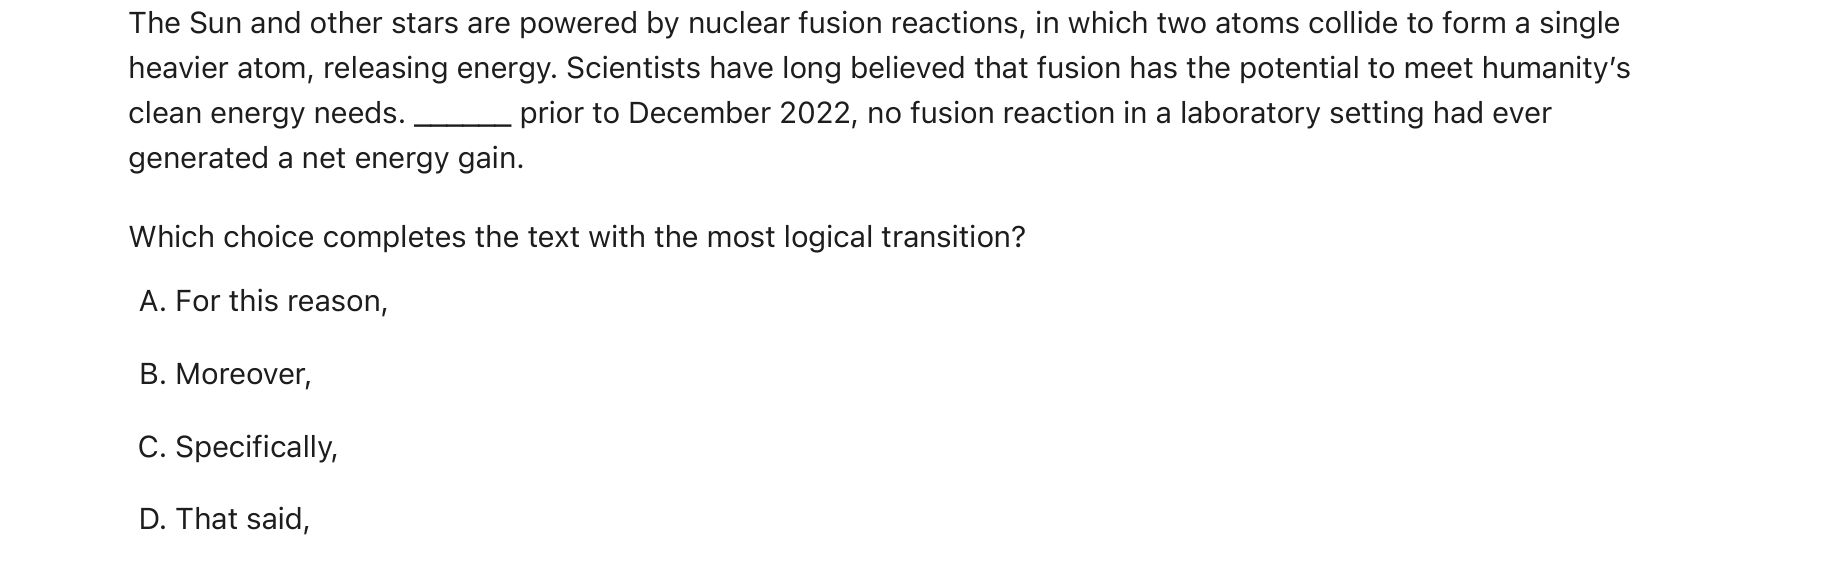 The Sun and other stars are powered by nuclear fusion reactions, in which two atoms collide to form a single
heavier atom, releasing energy. Scientists have long believed that fusion has the potential to meet humanity’s
clean energy needs. ______ prior to December 2022, no fusion reaction in a laboratory setting had ever
generated a net energy gain.
Which choice completes the text with the most logical transition?
A. For this reason,
B. Moreover,
C. Specifically,
D. That said,